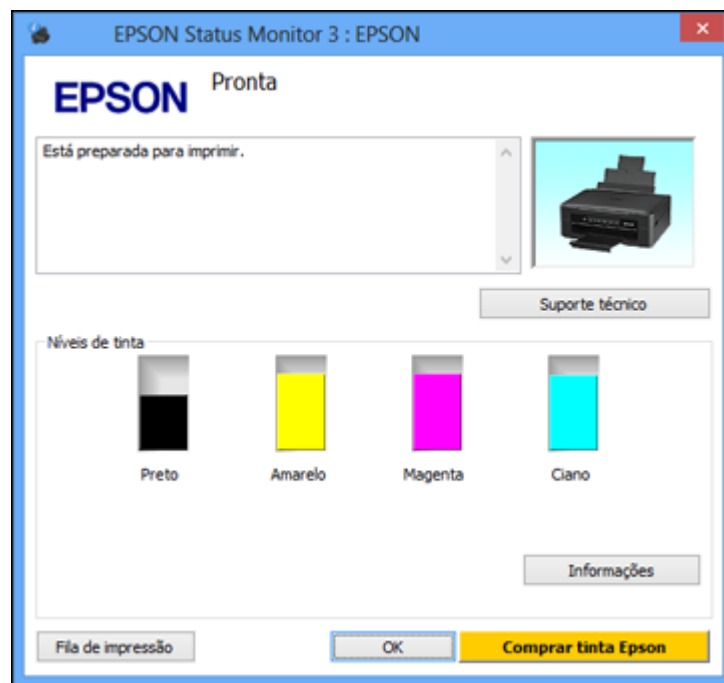 EPSON Status Monitor 3 : EPSON
EPSON
Pronta
Está preparada para imprimir.
Suporte técnico
Níveis de tinta
Preto Amarelo Magenta Ciano
Informações
Fila de impressão OK Comprar tinta Epson